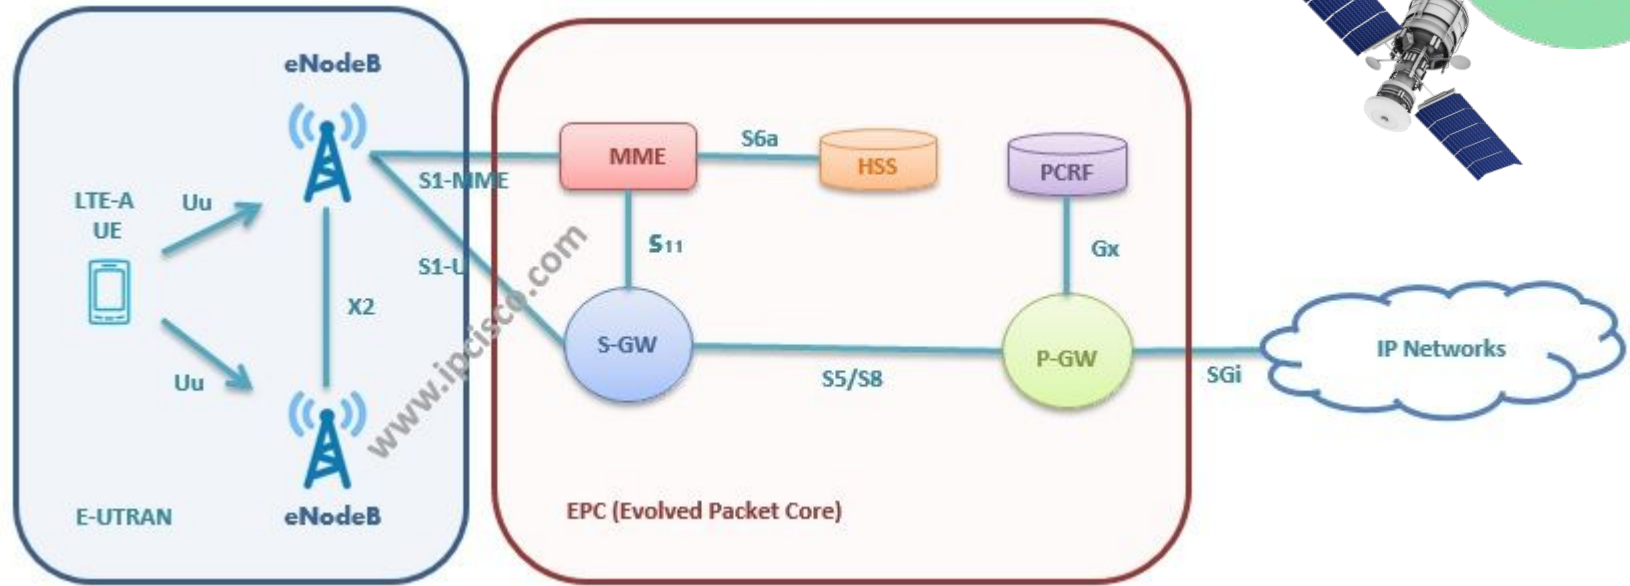 eNodeB
MME
S6a
HSS
PCRF
S1-MME
LTE-A
UE
Uu
S11
Gx
S1-U
X2
www.ipcisco.com
S-GW
P-GW
IP Networks
Uu
S5/S8
SGi
E-UTRAN
eNodeB
EPC (Evolved Packet Core)